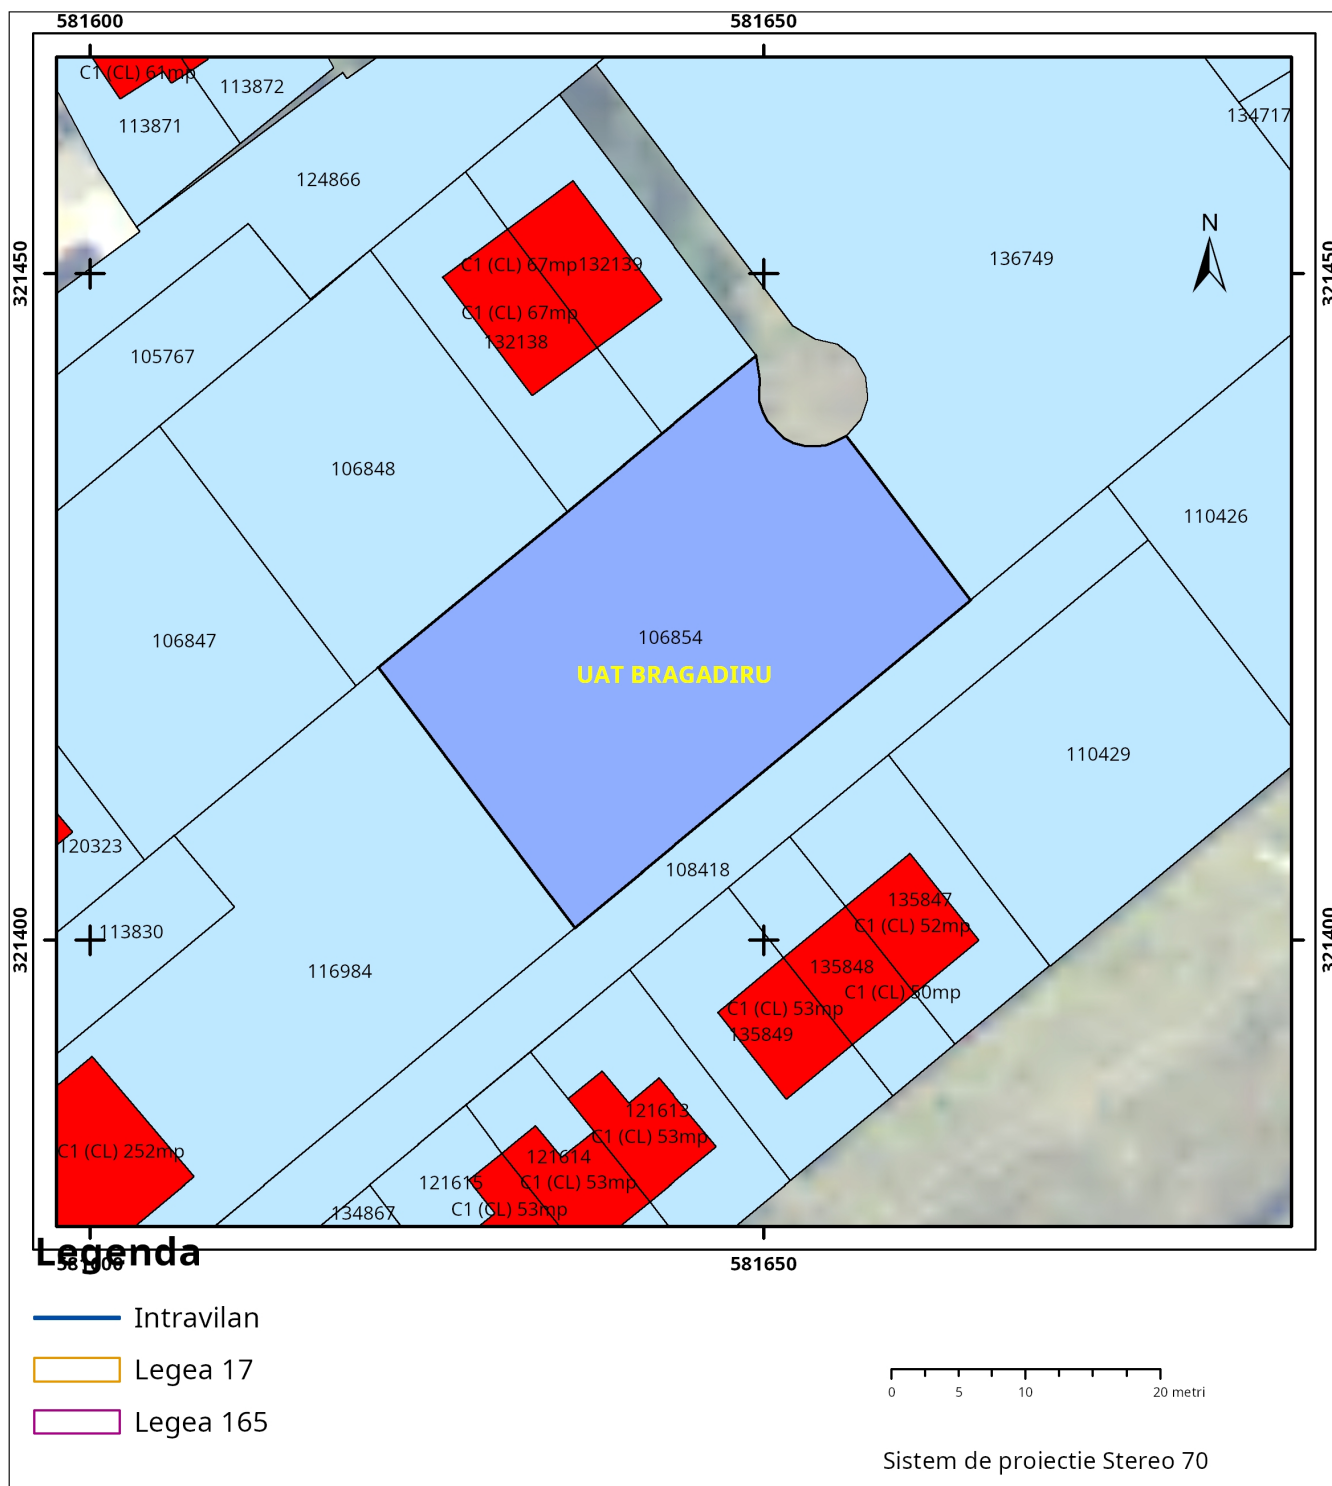 581600
581650
C1 (CL) 61mp
113872
134717
113871
124866
N
321450
136749
321450
C1 (CL) 67mp
132139
C1 (CL) 67mp
132138
105767
106848
110426
106854
106847
UAT BRAGADIRU
110429
120323
108418
135847
C1 (CL) 52mp
321400
113830
321400
135848
116984
C1 (CL) 50mp
C1 (CL) 53mp
135849
121613
C1 (CL) 53mp
C1 (CL) 252mp
121614
C1 (CL) 53mp
121615
C1 (CL) 53mp
134867
Legenda
581600
581650
Intravilan
Legea 17
Legea 165
0 5 10 20 metri
Sistem de proiectie Stereo 70